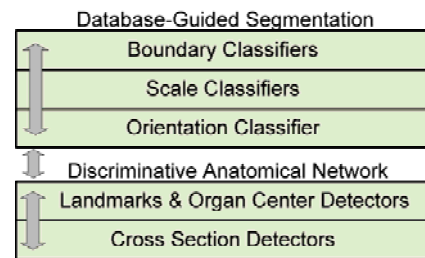 Database-Guided Segmentation
Boundary Classifiers
Scale Classifiers
Orientation Classifier
Discriminative Anatomical Network
Landmarks & Organ Center Detectors
Cross Section Detectors